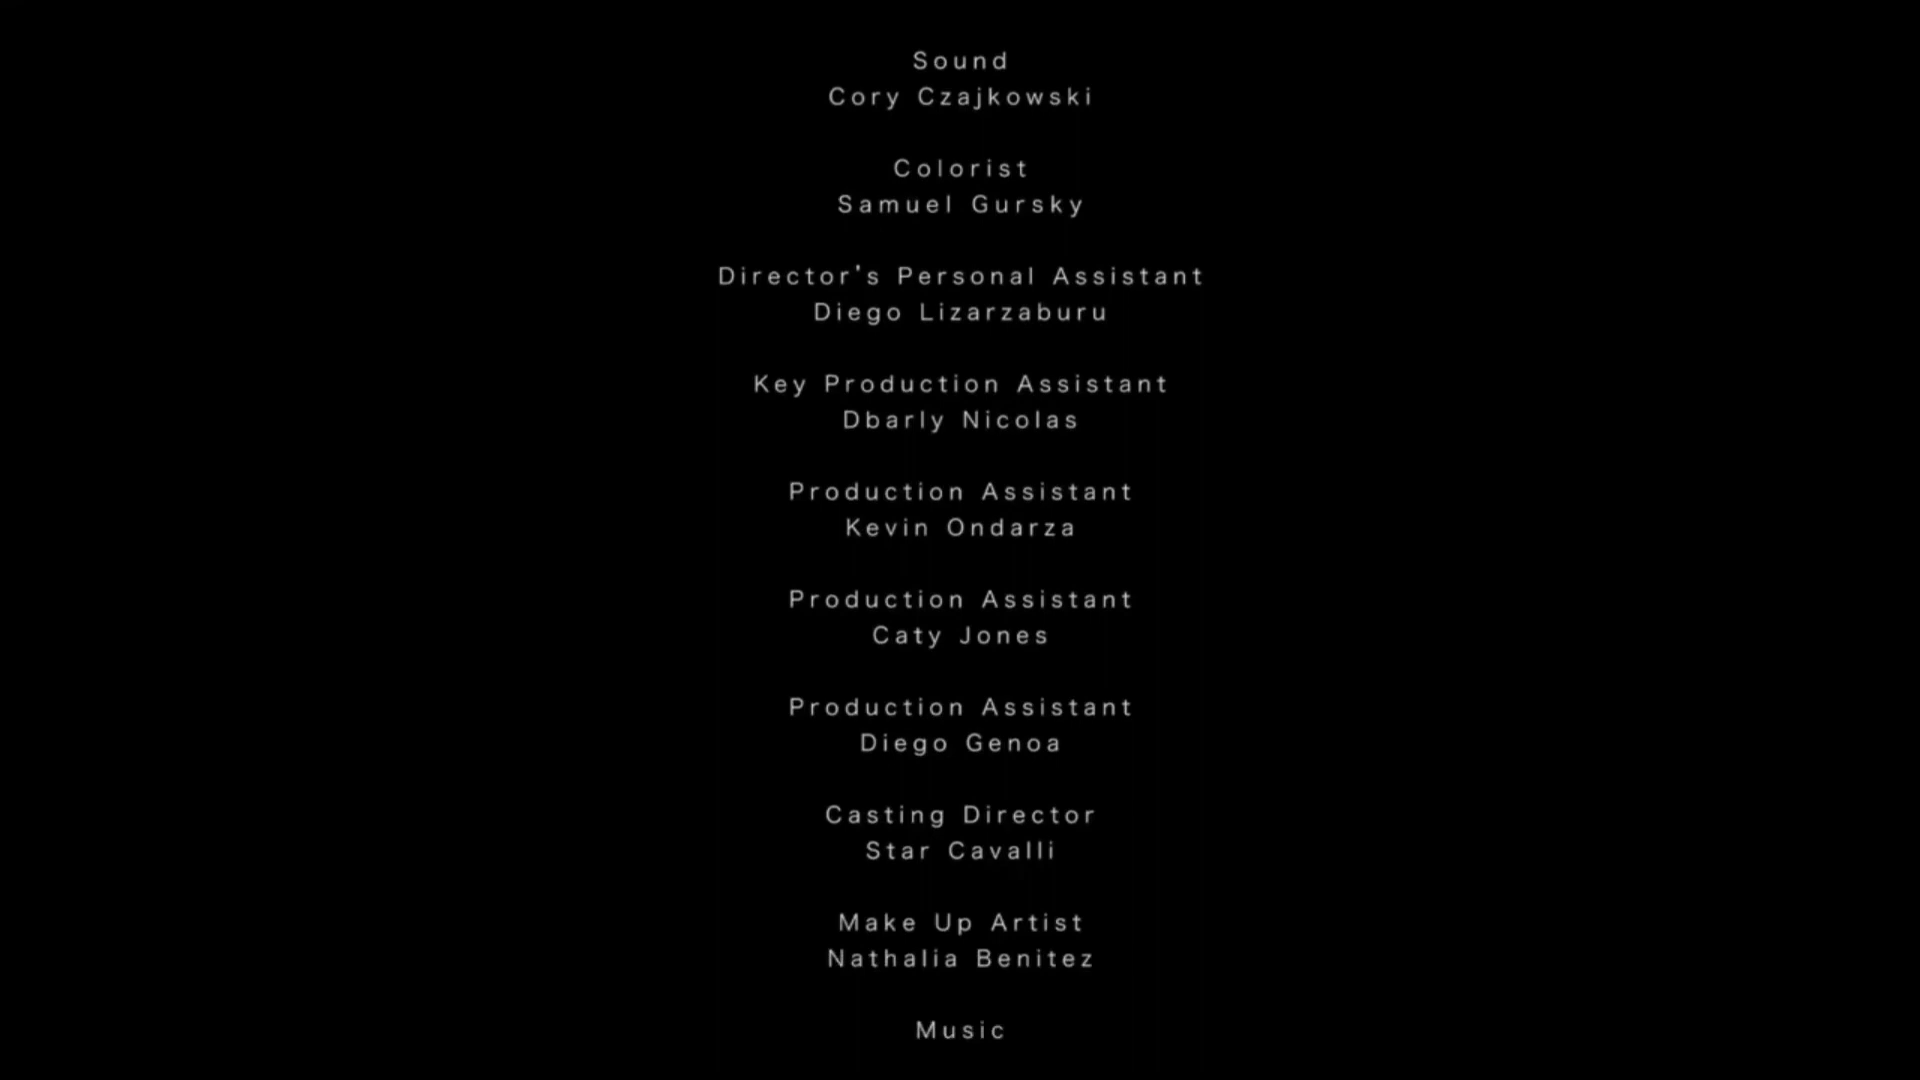 Sound
Cory Czajkowski
Colorist
Samuel Gursky
Director's Personal Assistant
Diego Lizarzaburu
Key Production Assistant
Dbarly Nicolas
Production Assistant
Kevin Ondarza
Production Assistant
Caty Jones
Production Assistant
Diego Genoa
Casting Director
Star Cavalli
Make Up Artist
Nathalia Benitez
Music